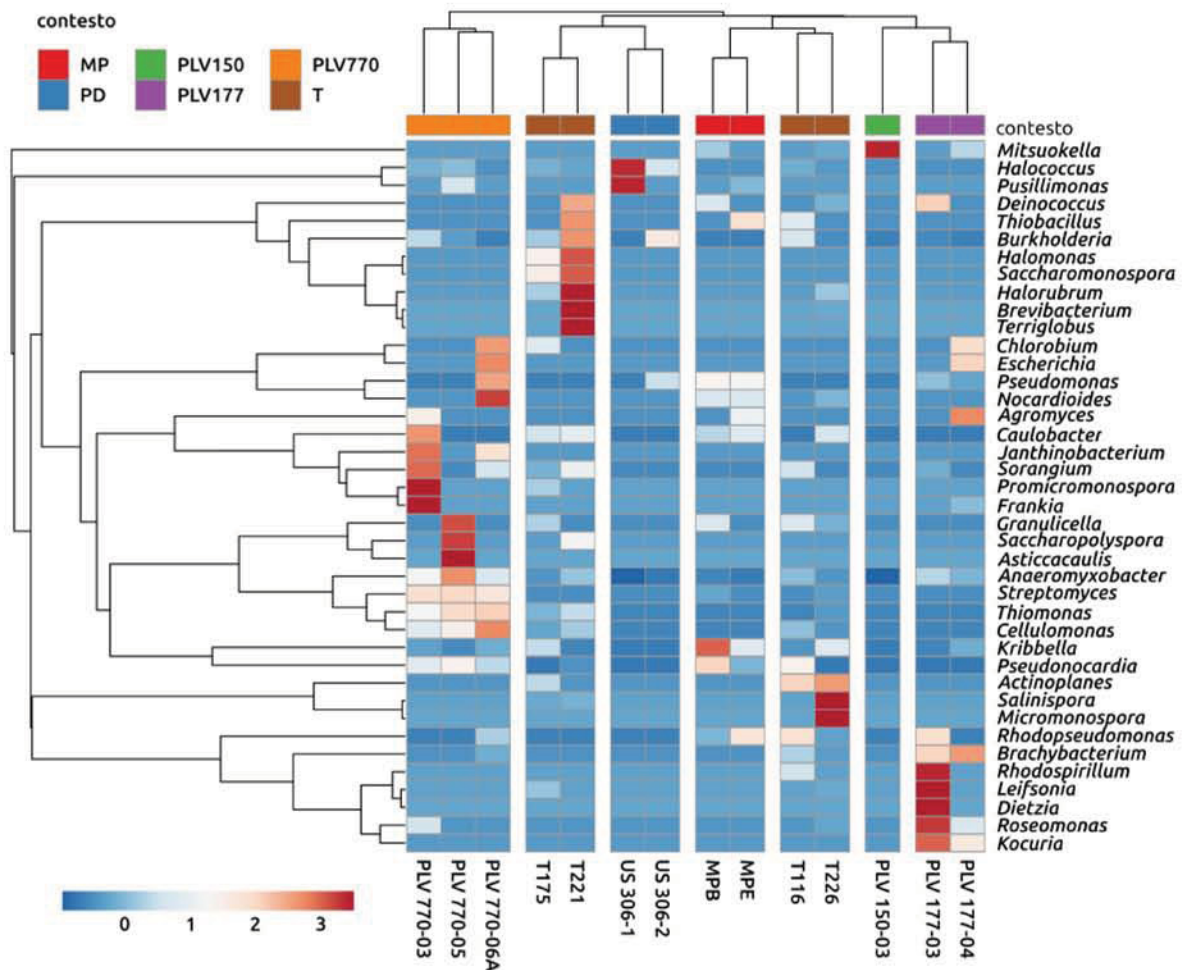 contesto
MP PLV150 PLV770
PD PLV177 T
contesto
Mitsuokella
Halococcus
Pusillimonas
Deinococcus
Thiobacillus
Burkholderia
Halomonas
Saccharomonospora
Halorubrum
Brevibacterium
Terriglobus
Chlorobium
Escherichia
Pseudomonas
Nocardioides
Agromyces
Caulobacter
Janthinobacterium
Sorangium
Promicromonospora
Frankia
Granulicella
Saccharopolyspora
Asticcacaulis
Anaeromyxobacter
Streptomyces
Thiomonas
Cellulomonas
Kribbella
Pseudonocardia
Actinoplanes
Salinispora
Micromonospora
Rhodopseudomonas
Brachybacterium
Rhodospirillum
Leifsonia
Dietzia
Roseomonas
Kocuria
PLV 770-03
PLV 770-05
PLV 770-06A
T175
T221
US 306-1
US 306-2
MPB
MPE
T116
T226
PLV 150-03
PLV 177-03
PLV 177-04
0 1 2 3